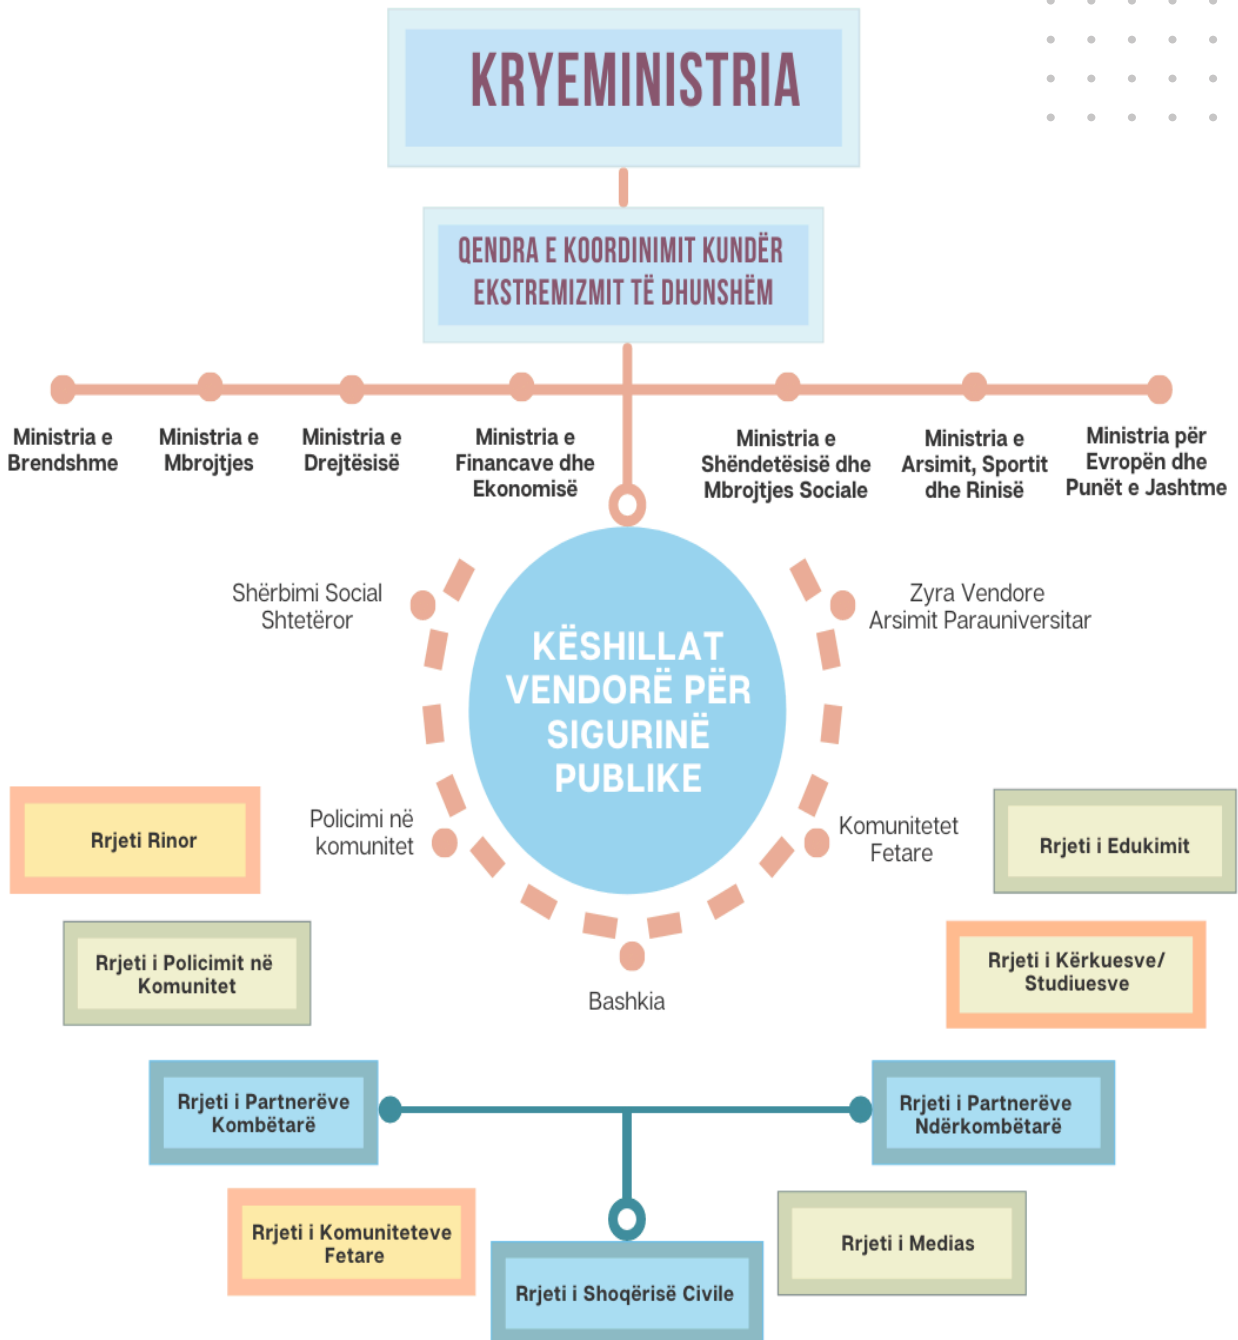 KRYEMINISTRIA
QENDRA E KOORDINIMIT KUNDËR
EKSTREMIZMIT TË DHUNSHËM
Ministria e
Brendshme
Ministria e
Mbrojtjes
Ministria e
Drejtësisë
Ministria e
Financave dhe
Ekonomisë
Ministria e
Shëndetësisë dhe
Mbrojtjes Sociale
Ministria e
Arsimit, Sportit
dhe Rinisë
Ministria për
Evropën dhe
Punët e Jashtme
Shërbimi Social
Shtetëror
Zyra Vendore
Arsimit Parauniversitar
KËSHILLAT
VENDORË PËR
SIGURINË
PUBLIKE
Policimi në
komunitet
Komunitetet
Fetare
Bashkia
Rrjeti Rinor
Rrjeti i Edukimit
Rrjeti i Policimit në
Komunitet
Rrjeti i Kërkuesve/
Studiuesve
Rrjeti i Partnerëve
Kombëtarë
Rrjeti i Partnerëve
Ndërkombëtarë
Rrjeti i Komuniteteve
Fetare
Rrjeti i Medias
Rrjeti i Shoqërisë Civile